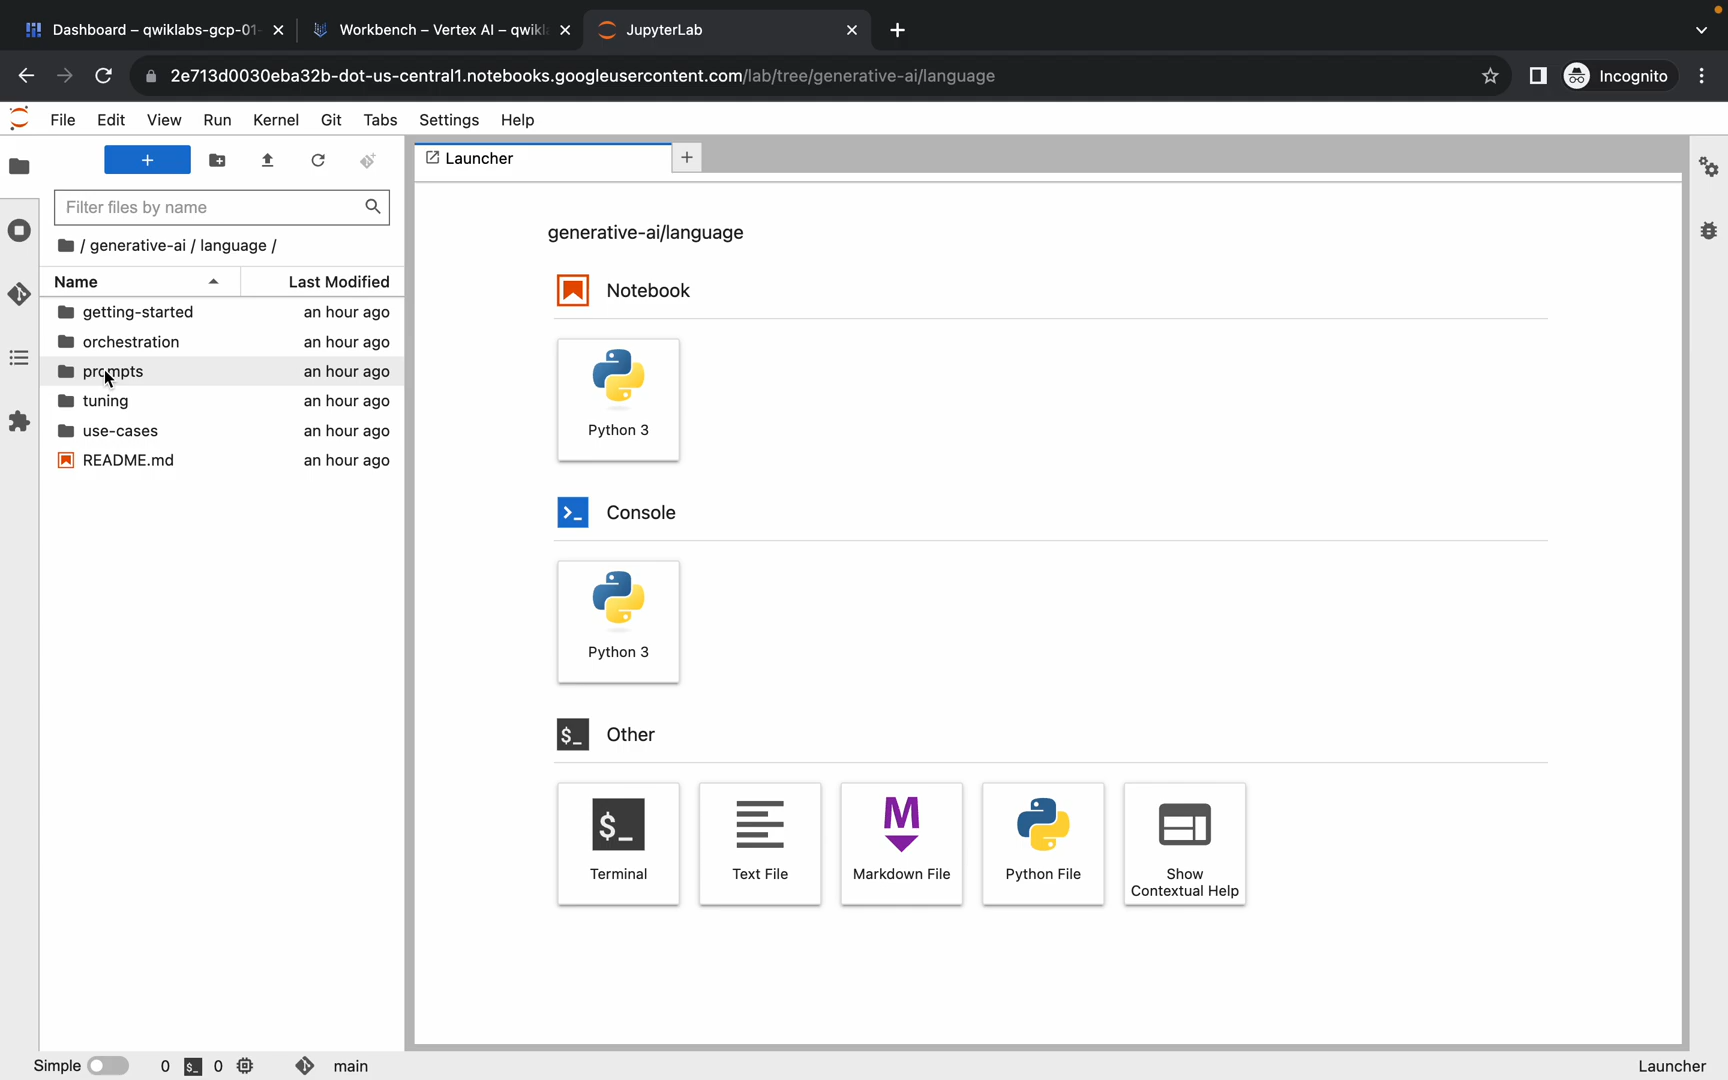 Dashboard – qwiklabs-gcp-01-
Workbench – Vertex AI – qwikl
JupyterLab
2e713d0030eba32b-dot-us-central1.notebooks.googleusercontent.com/lab/tree/generative-ai/language
Incognito
File Edit View Run Kernel Git Tabs Settings Help
+
Launcher
+
Filter files by name
/ generative-ai / language /
Name Last Modified
getting-started an hour ago
orchestration an hour ago
prompts an hour ago
tuning an hour ago
use-cases an hour ago
README.md an hour ago
generative-ai/language
Notebook
Python 3
>_ Console
Python 3
$_ Other
$_
M
Terminal
Text File
Markdown File
Python File
Show
Contextual Help
Simple 0 $_ 0 main Launcher